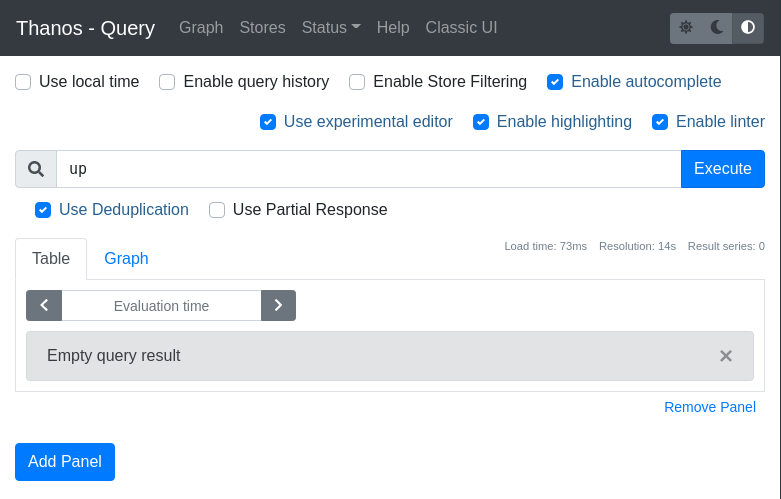 Thanos - Query Graph Stores Status Help Classic UI
Use local time Enable query history Enable Store Filtering Enable autocomplete
Use experimental editor Enable highlighting Enable linter
up Execute
Use Deduplication Use Partial Response
Table Graph Load time: 73ms Resolution: 14s Result series: 0
Evaluation time
Empty query result
Remove Panel
Add Panel